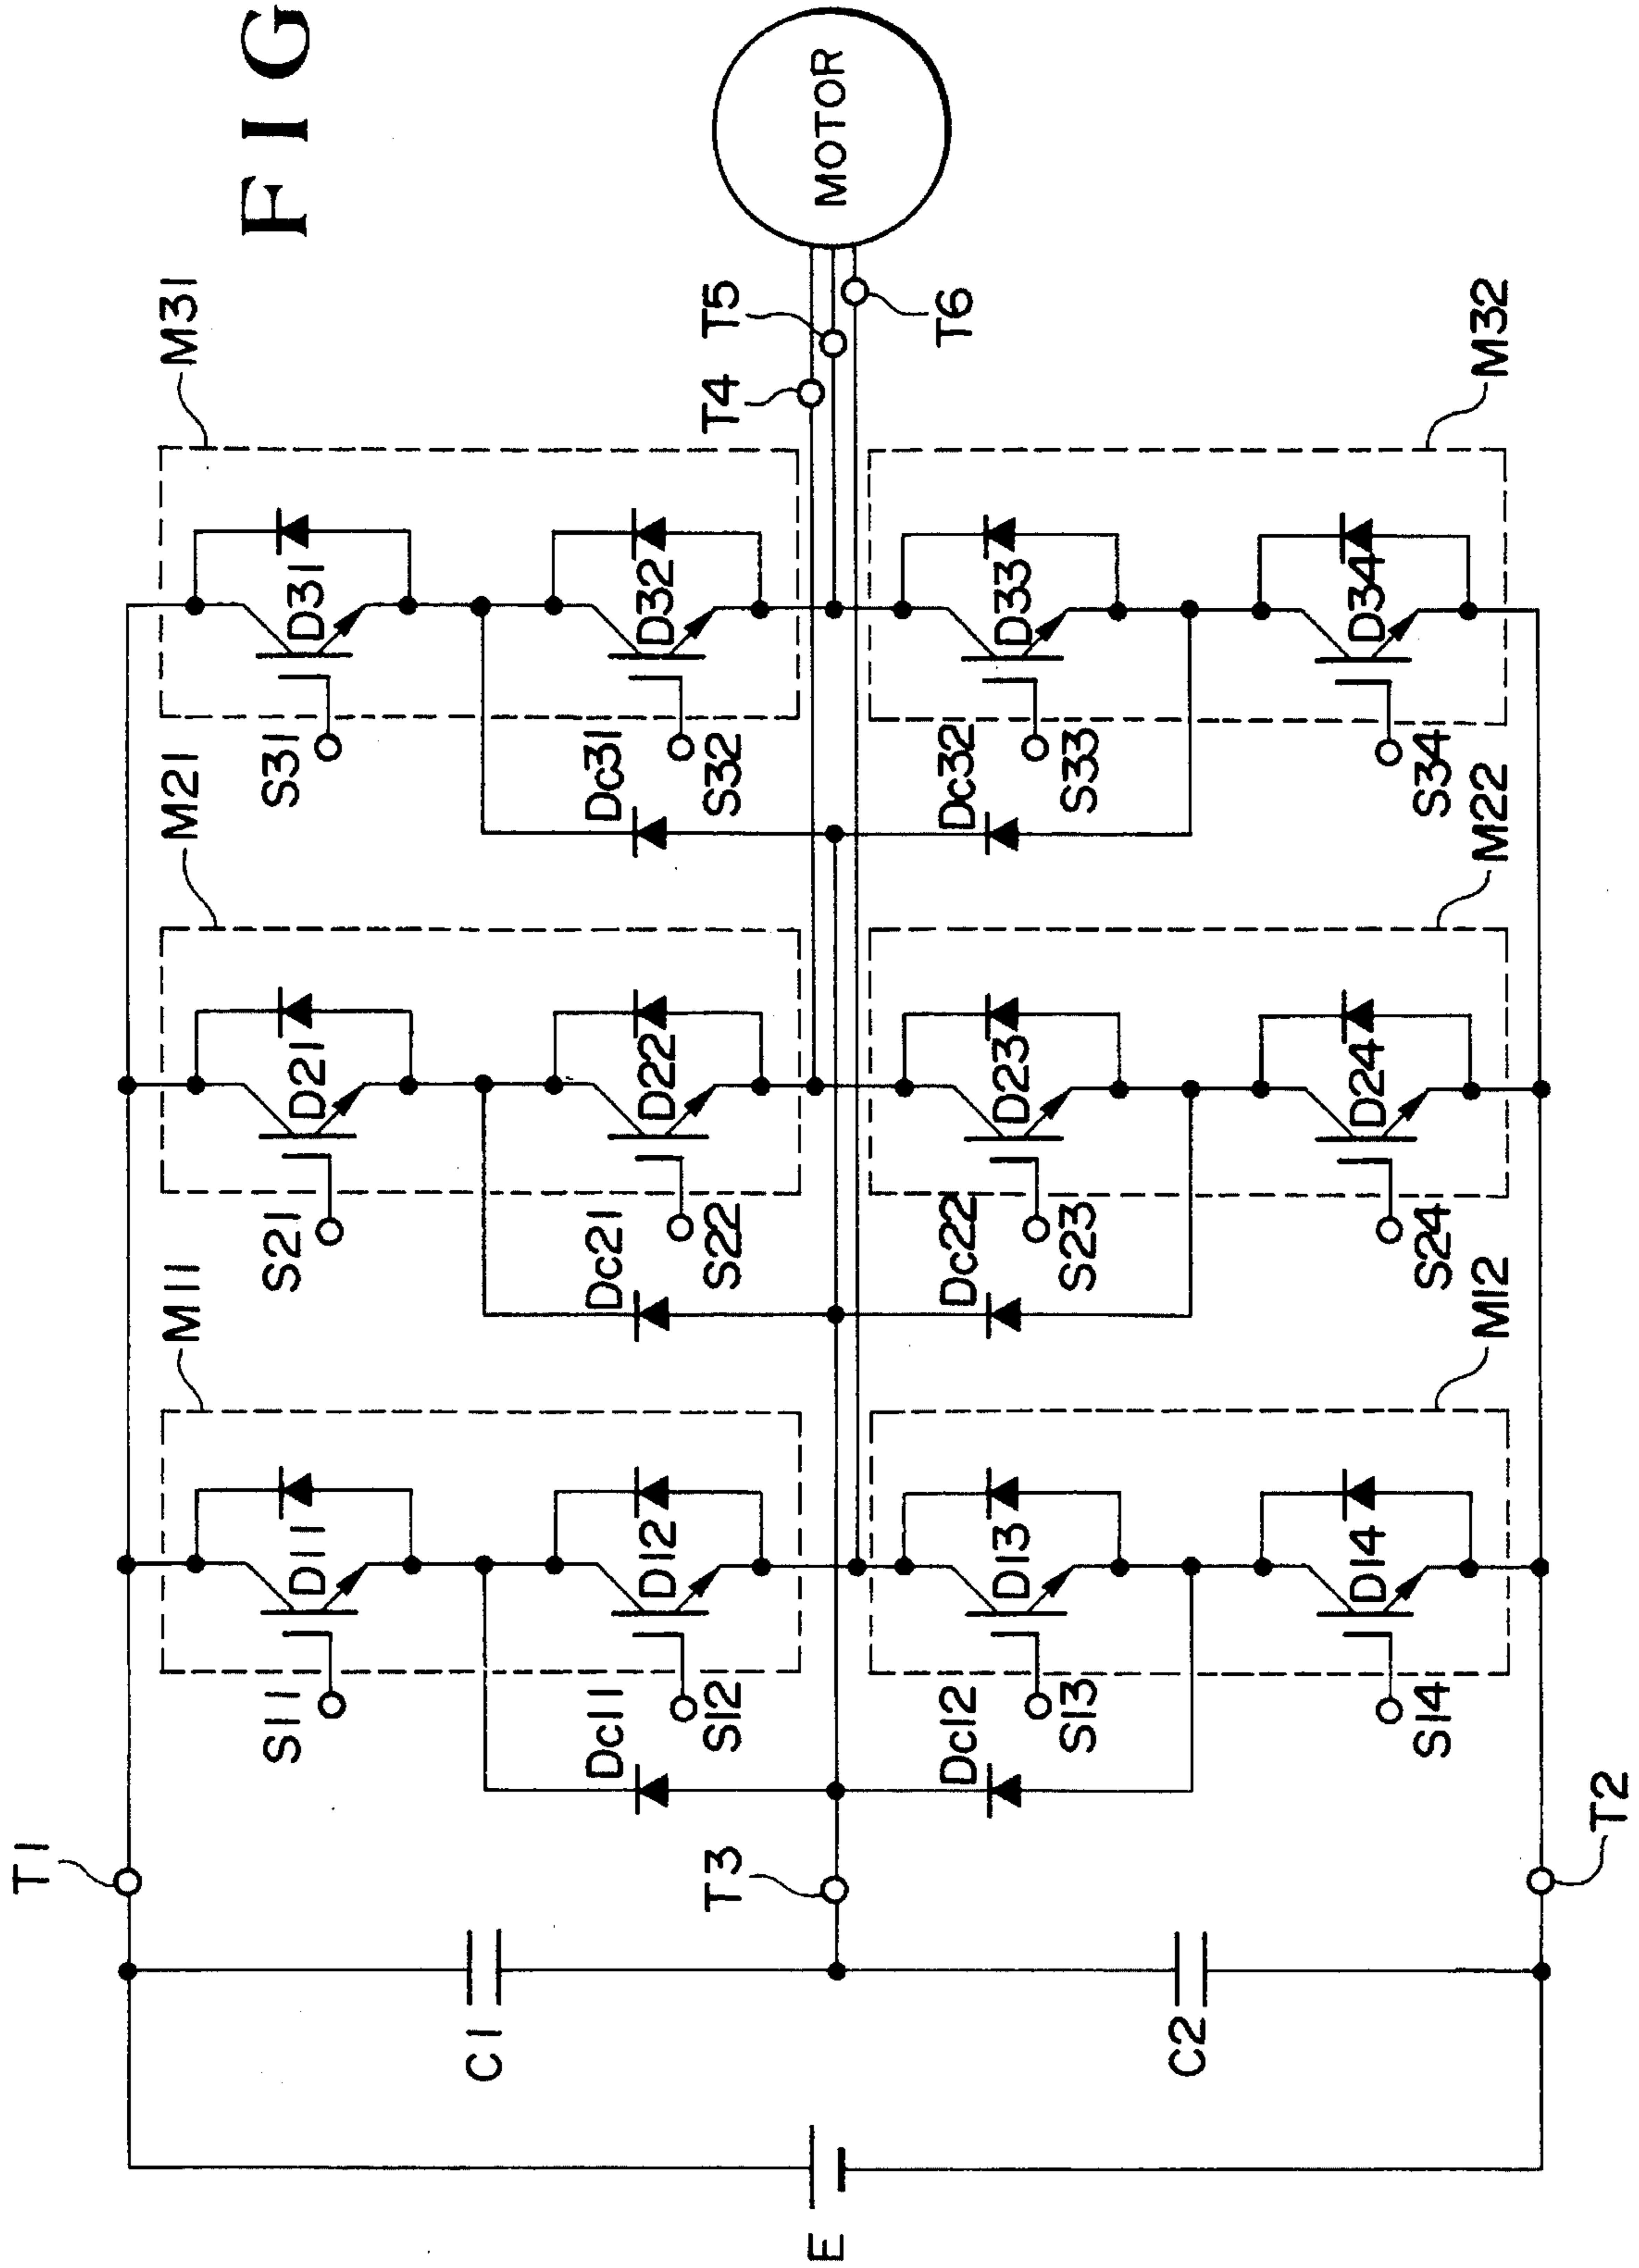 FIG
MOTOR
M31
T5
T4
T6
M32
D31
D32
D33
D34
S31
Dc31
S32
Dc32
S33
S34
M21
M22
D21
D22
D23
D24
S21
Dc21
S22
Dc22
S23
S24
M11
M12
D11
D12
D13
D14
S11
Dc11
S12
Dc12
S13
S14
T1
T3
T2
C1
C2
E